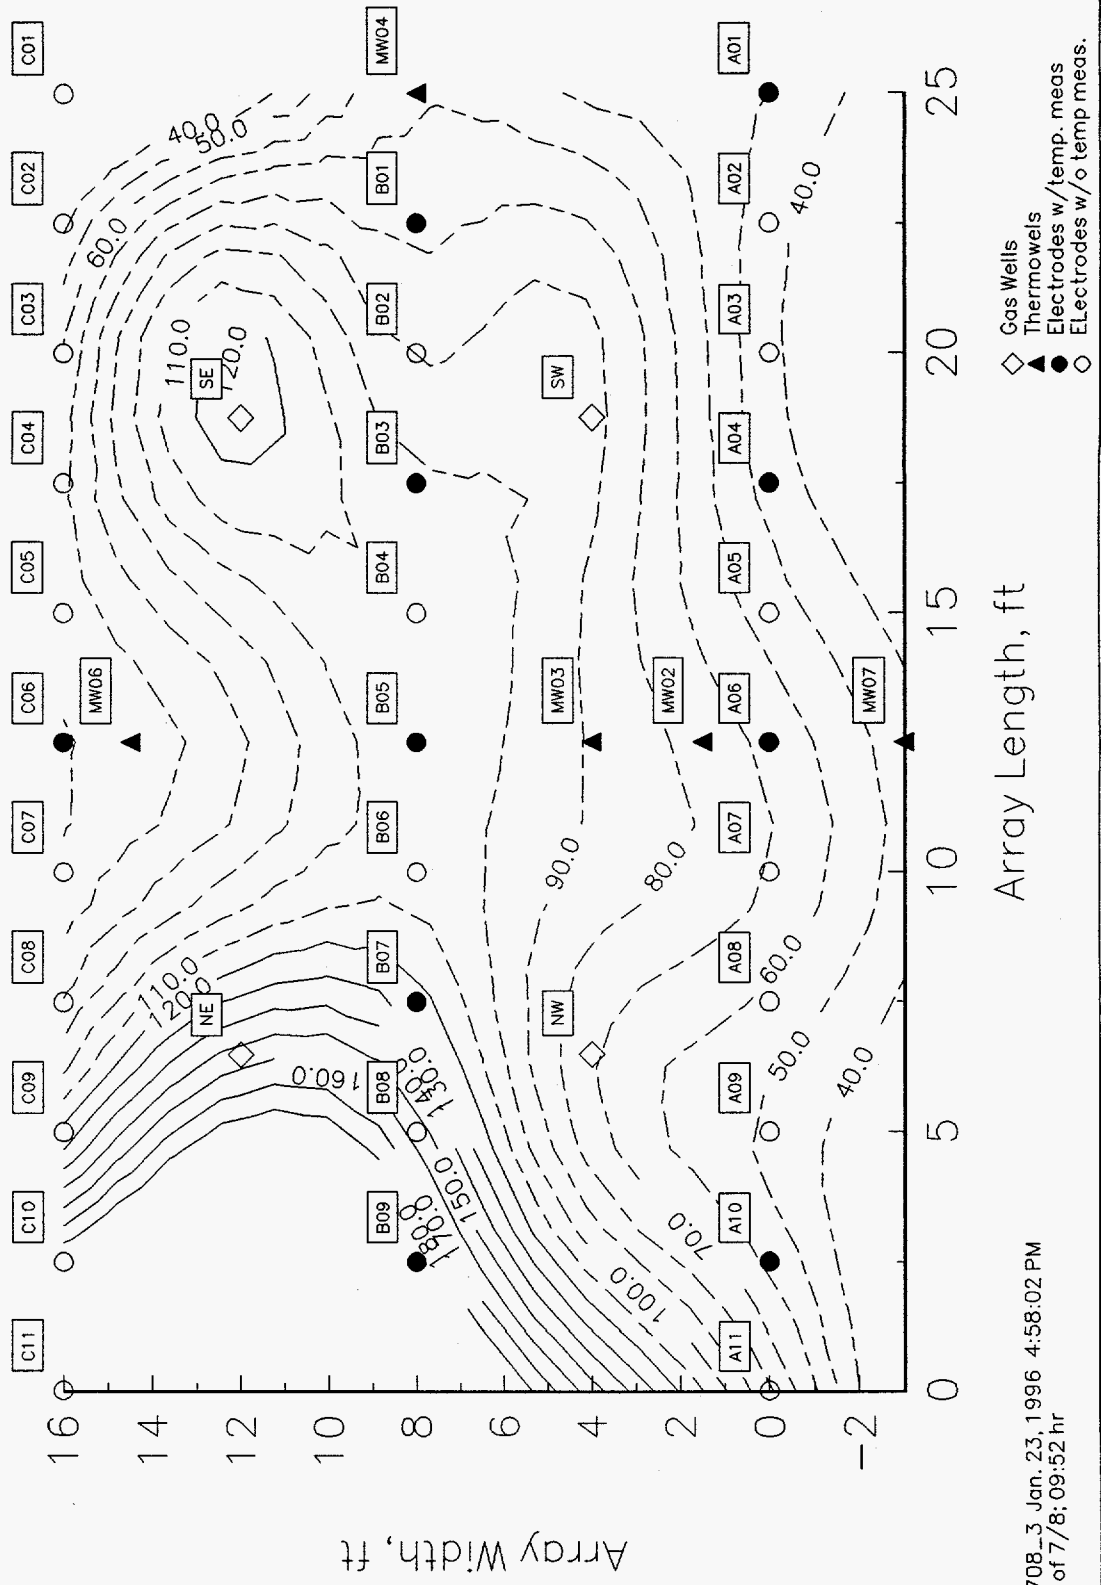 C11
C10
C09
C08
C07
C06
C05
C04
C03
C02
C01
MW06
NE
SE
110.0
120.0
160.0
60.0
40.0
50.0
110.0
120.0
B09
B08
B07
B06
B05
B04
B03
B02
B01
MW04
180.0
170.0
150.0
140.0
130.0
NW
MW03
SW
90.0
80.0
MW02
100.0
70.0
A11
A10
A09
A08
A07
A06
A05
A04
A03
A02
A01
60.0
50.0
40.0
40.0
MW07
16
14
12
10
8
6
4
2
0
-2
Array Width, ft
0
5
10
15
20
25
Array Length, ft
Gas Wells
Thermowels
Electrodes w/temp. meas
ELectrodes w/o temp meas.
708_3 Jan. 23, 1996 4:58:02 PM
of 7/8; 09:52 hr